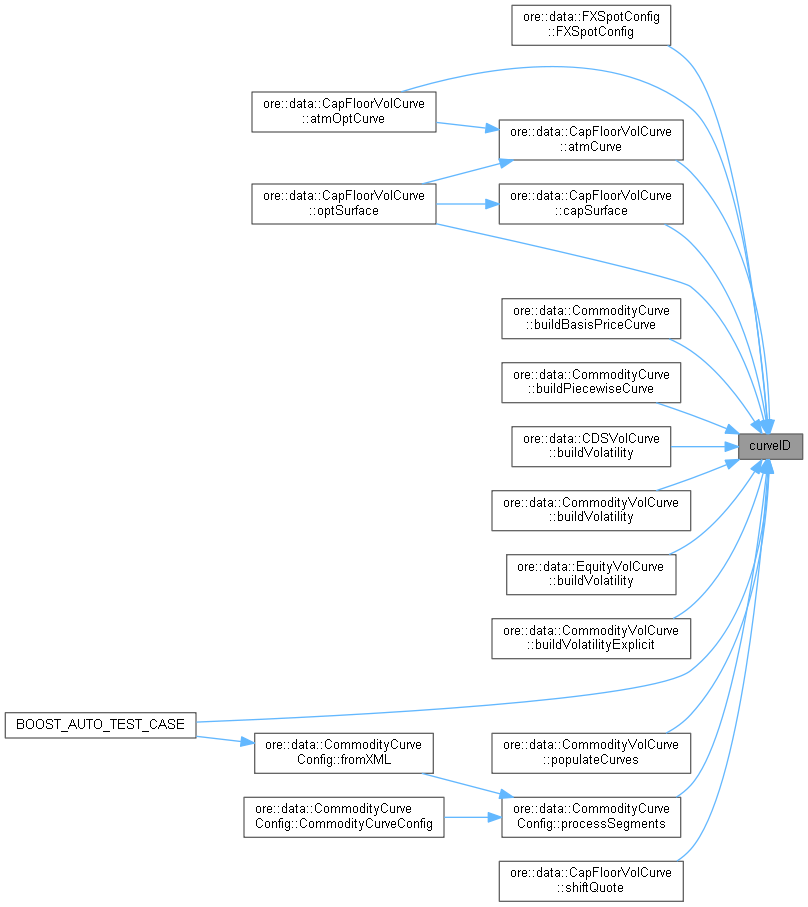 ore::data::FXSpotConfig
::FXSpotConfig
ore::data::CapFloorVolCurve
::atmOptCurve
ore::data::CapFloorVolCurve
::atmCurve
ore::data::CapFloorVolCurve
::optSurface
ore::data::CapFloorVolCurve
::capSurface
ore::data::CommodityCurve
::buildBasisPriceCurve
ore::data::CommodityCurve
::buildPiecewiseCurve
ore::data::CDSVolCurve
::buildVolatility
curveID
ore::data::CommodityVolCurve
::buildVolatility
ore::data::EquityVolCurve
::buildVolatility
ore::data::CommodityVolCurve
::buildVolatilityExplicit
BOOST_AUTO_TEST_CASE
ore::data::CommodityCurve
Config::fromXML
ore::data::CommodityVolCurve
::populateCurves
ore::data::CommodityCurve
Config::CommodityCurveConfig
ore::data::CommodityCurve
Config::processSegments
ore::data::CapFloorVolCurve
::shiftQuote